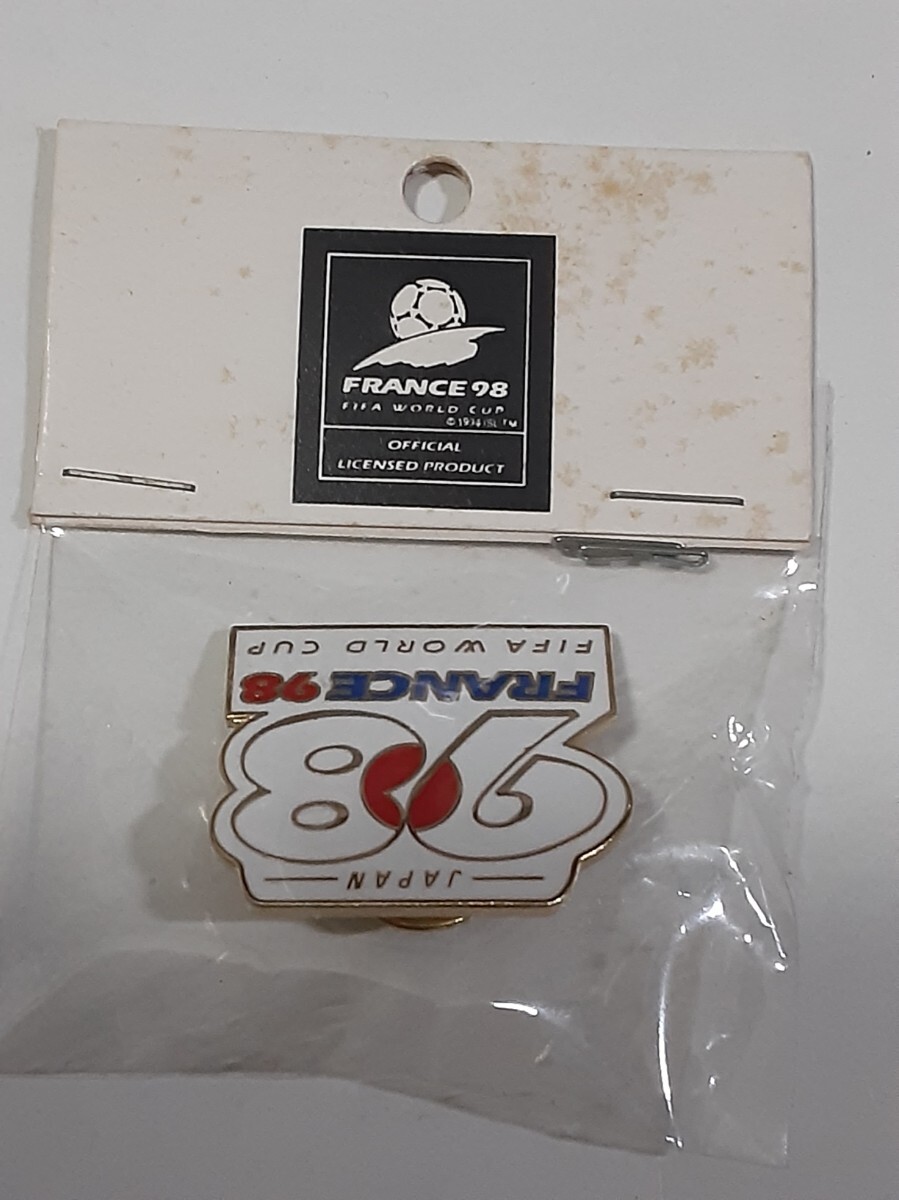 FRANCE 98
FIFA WORLD CUP
© 1994 ISL TM
OFFICIAL
LICENSED PRODUCT
JAPAN
98
FRANCE 98
FIFA WORLD CUP